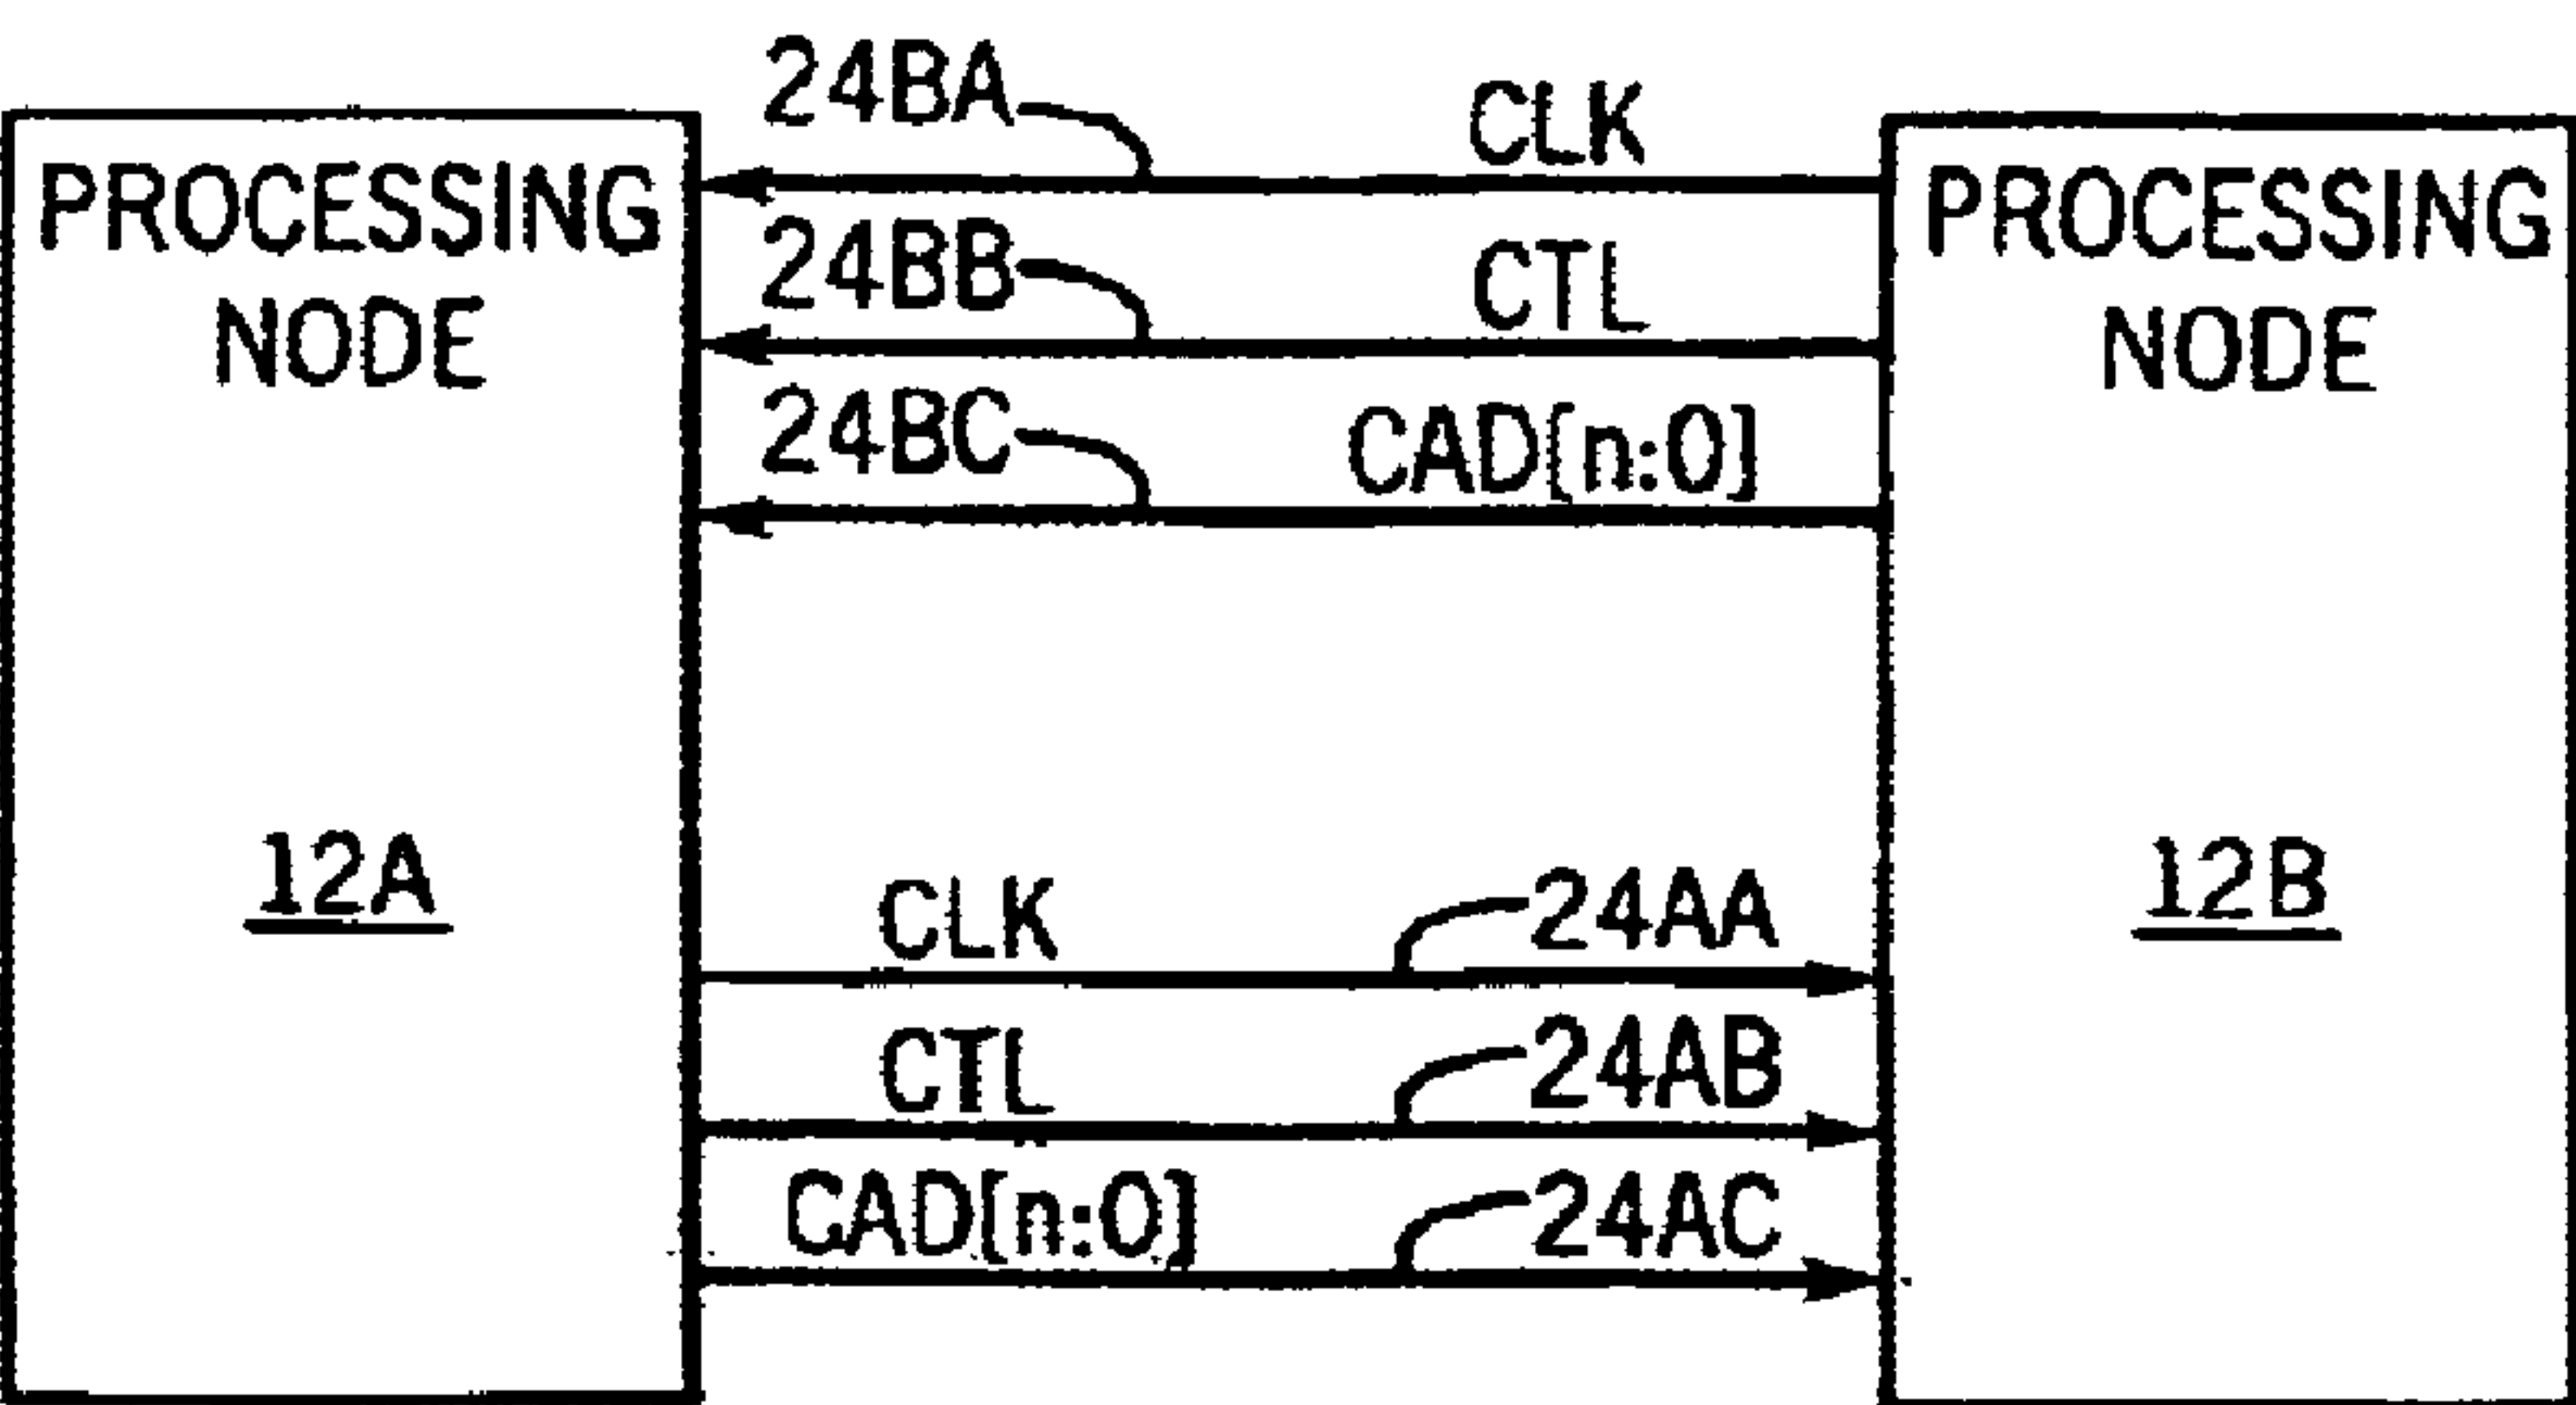 PROCESSING
NODE
12A
24BA
CLK
24BB
CTL
24BC
CAD[n:0]
CLK
24AA
CTL
24AB
CAD[n:0]
24AC
PROCESSING
NODE
12B